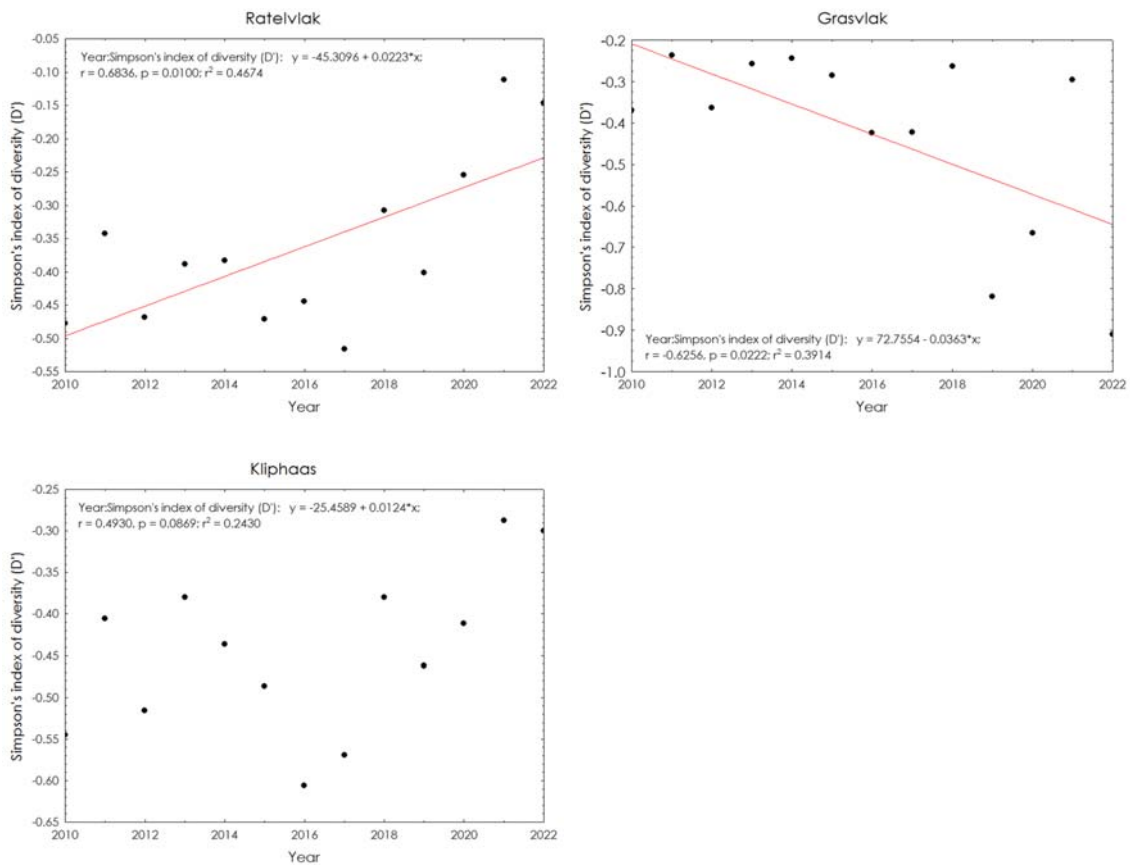 Ratelvlak
Year:Simpson's index of diversity (D'): y = -45.3096 + 0.0223*x;
r = 0.6836, p = 0.0100; r² = 0.4674
Simpson's index of diversity (D')
-0.05
-0.10
-0.15
-0.20
-0.25
-0.30
-0.35
-0.40
-0.45
-0.50
-0.55
2010 2012 2014 2016 2018 2020 2022
Year
Grasvlak
Simpson's index of diversity (D')
-0.2
-0.3
-0.4
-0.5
-0.6
-0.7
-0.8
-0.9
-1.0
Year:Simpson's index of diversity (D'): y = 72.7554 - 0.0363*x;
r = -0.6256, p = 0.0222; r² = 0.3914
2010 2012 2014 2016 2018 2020 2022
Year
Kliphaas
Year:Simpson's index of diversity (D'): y = -25.4589 + 0.0124*x;
r = 0.4930, p = 0.0869; r² = 0.2430
Simpson's index of diversity (D')
-0.25
-0.30
-0.35
-0.40
-0.45
-0.50
-0.55
-0.60
-0.65
2010 2012 2014 2016 2018 2020 2022
Year